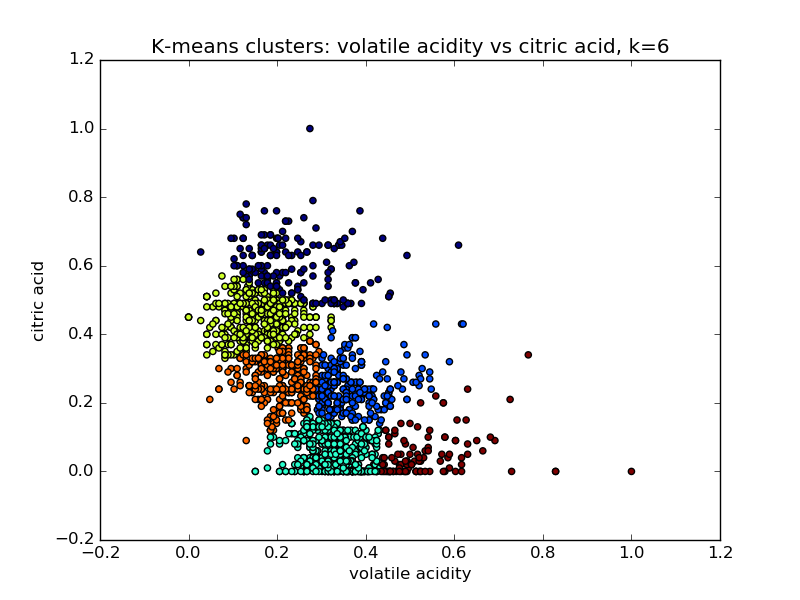 K-means clusters: volatile acidity vs citric acid, k=6
1.2
1.0
0.8
0.6
0.4
0.2
0.0
−0.2
citric acid
−0.2 0.0 0.2 0.4 0.6 0.8 1.0 1.2
volatile acidity